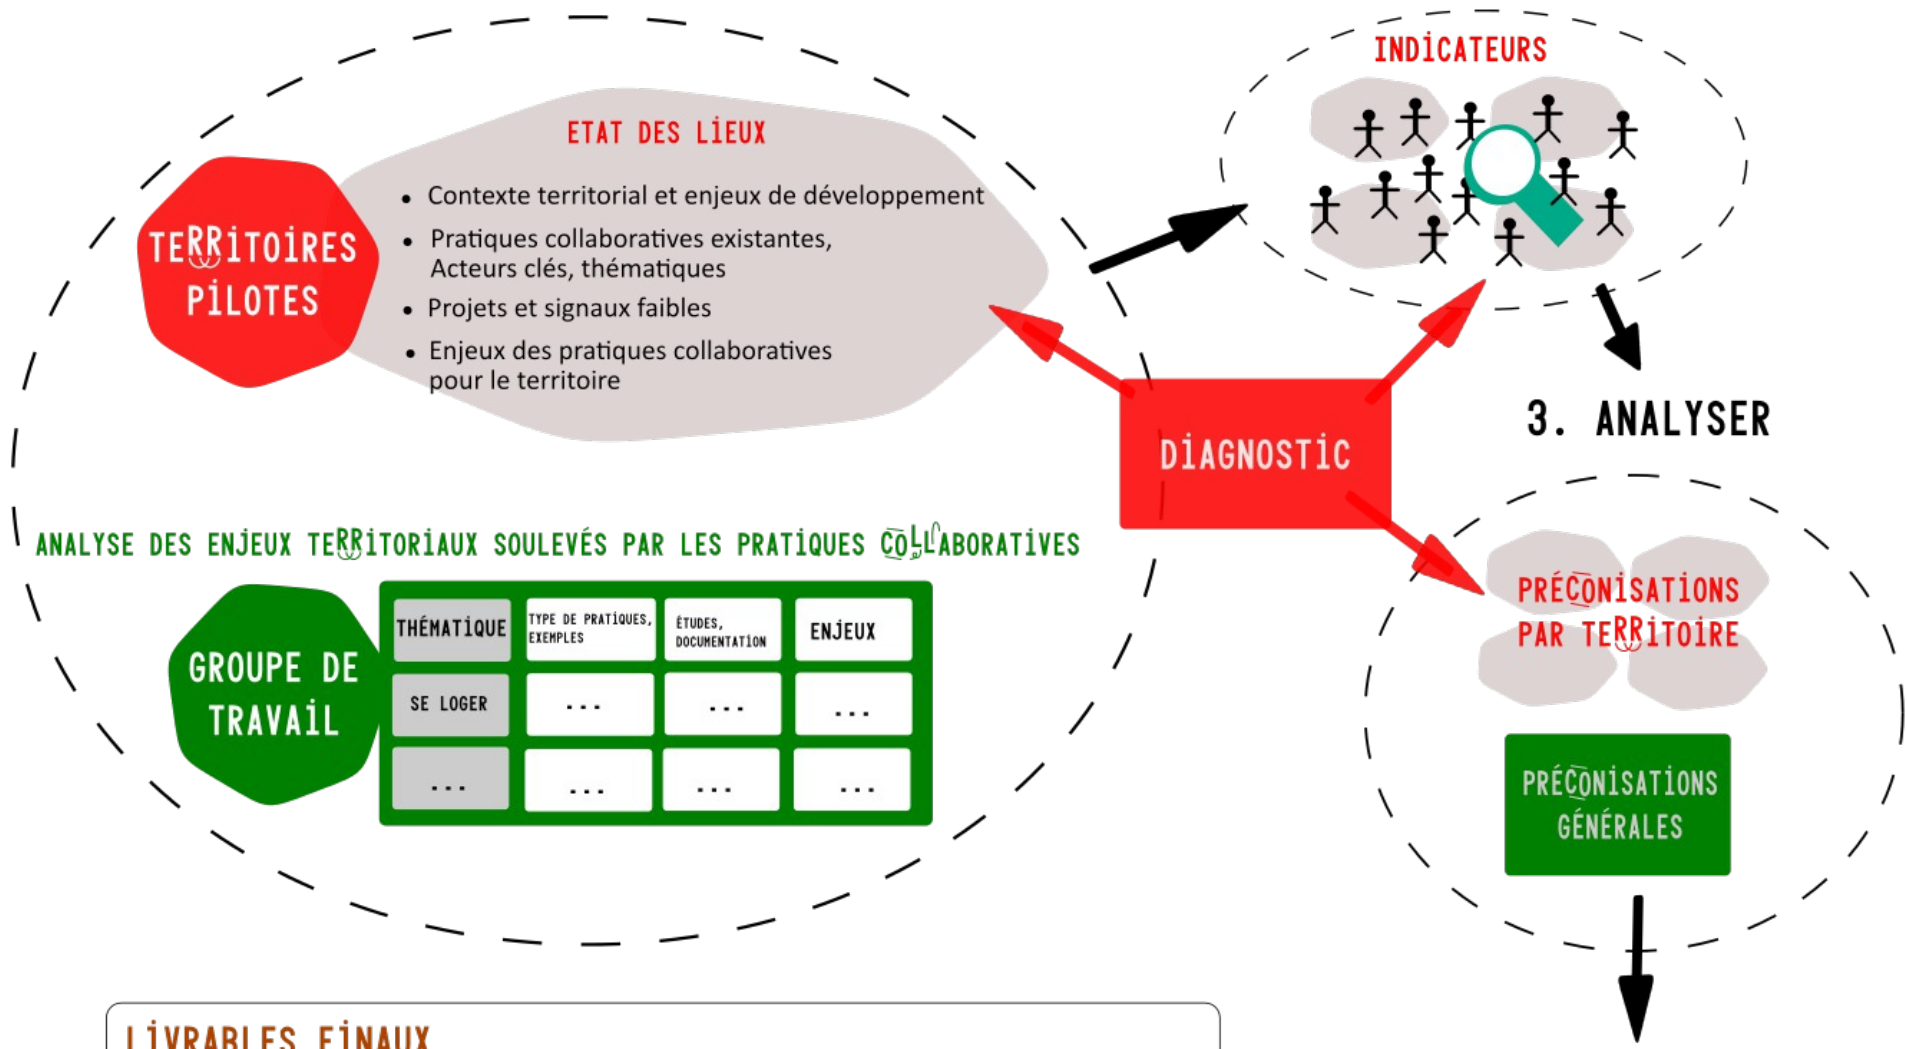 ETAT DES LIEUX
TERRITOIRES
PILOTES
• Contexte territorial et enjeux de développement
• Pratiques collaboratives existantes,
Acteurs clés, thématiques
• Projets et signaux faibles
• Enjeux des pratiques collaboratives
pour le territoire
INDICATEURS
DIAGNOSTIC
3. ANALYSER
ANALYSE DES ENJEUX TERRITORIAUX SOULEVÉS PAR LES PRATIQUES COLLABORATIVES
GROUPE DE
TRAVAIL
THÉMATIQUE
TYPE DE PRATIQUES,
EXEMPLES
ÉTUDES,
DOCUMENTATION
ENJEUX
SE LOGER
...
...
...
...
...
...
...
PRÉCONISATIONS
PAR TERRITOIRE
PRÉCONISATIONS
GÉNÉRALES
LIVRABLES FINAUX